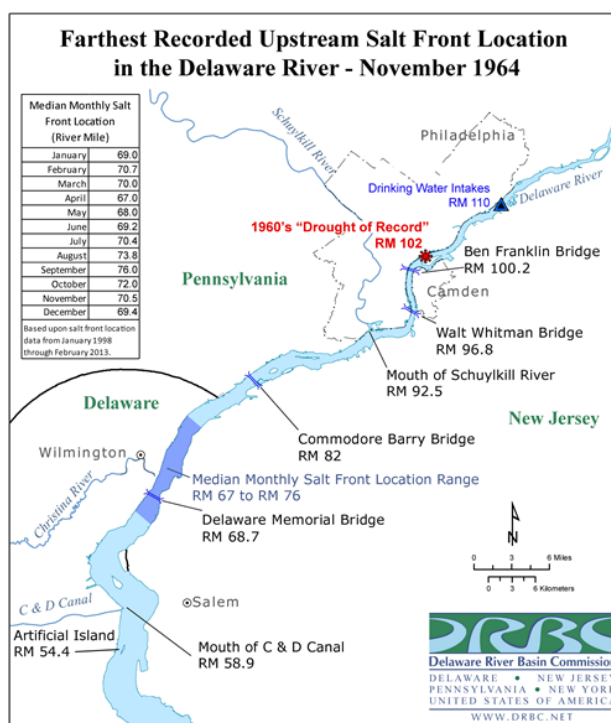 Farthest Recorded Upstream Salt Front Location
in the Delaware River - November 1964
Median Monthly Salt
Front Location
(River Mile)
January 69.0
February 70.7
March 70.0
April 67.0
May 68.0
June 69.2
July 70.4
August 73.8
September 76.0
October 72.0
November 70.5
December 69.4
Based upon salt front location
data from January 1998
through February 2013.
Schuylkill River
Philadelphia
Drinking Water Intakes
RM 110
Delaware River
1960's "Drought of Record"
RM 102
Ben Franklin Bridge
RM 100.2
Pennsylvania
Camden
Walt Whitman Bridge
RM 96.8
Mouth of Schuylkill River
RM 92.5
Delaware
New Jersey
Commodore Barry Bridge
RM 82
Wilmington
Median Monthly Salt Front Location Range
RM 67 to RM 76
Christina River
Delaware Memorial Bridge
RM 68.7
N
0 3 6 Miles
0 3 6 Kilometers
C & D Canal
Salem
Artificial Island
RM 54.4
Mouth of C & D Canal
RM 58.9
DRBC
Delaware River Basin Commission
DELAWARE • NEW JERSEY
PENNSYLVANIA • NEW YORK
UNITED STATES OF AMERICA
WWW.DRBC.NET